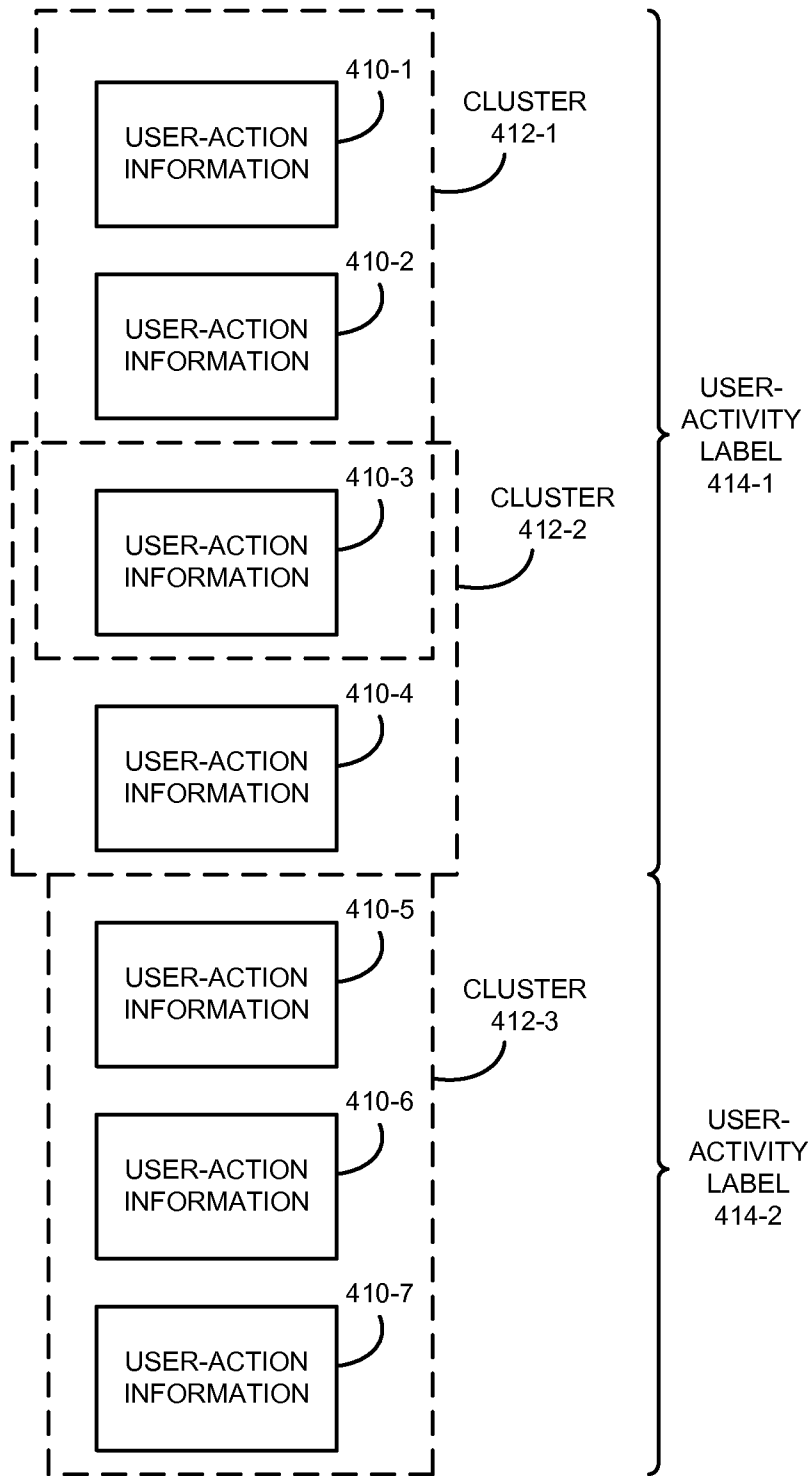 410-1
CLUSTER
412-1
USER-ACTION
INFORMATION
410-2
USER-ACTION
INFORMATION
USER-
ACTIVITY
LABEL
414-1
410-3
CLUSTER
412-2
USER-ACTION
INFORMATION
410-4
USER-ACTION
INFORMATION
410-5
USER-ACTION
INFORMATION
CLUSTER
412-3
410-6
USER-ACTION
INFORMATION
USER-
ACTIVITY
LABEL
414-2
410-7
USER-ACTION
INFORMATION